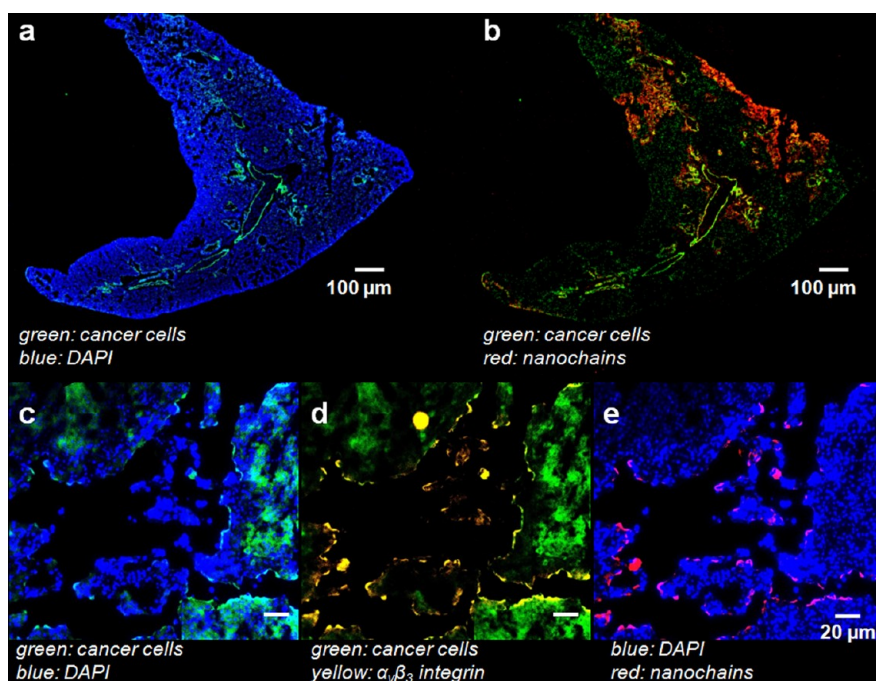 a
b
100 µm
100 µm
green: cancer cells
blue: DAPI
green: cancer cells
red: nanochains
c
d
e
20 µm
green: cancer cells
blue: DAPI
green: cancer cells
yellow: αvβ3 integrin
blue: DAPI
red: nanochains